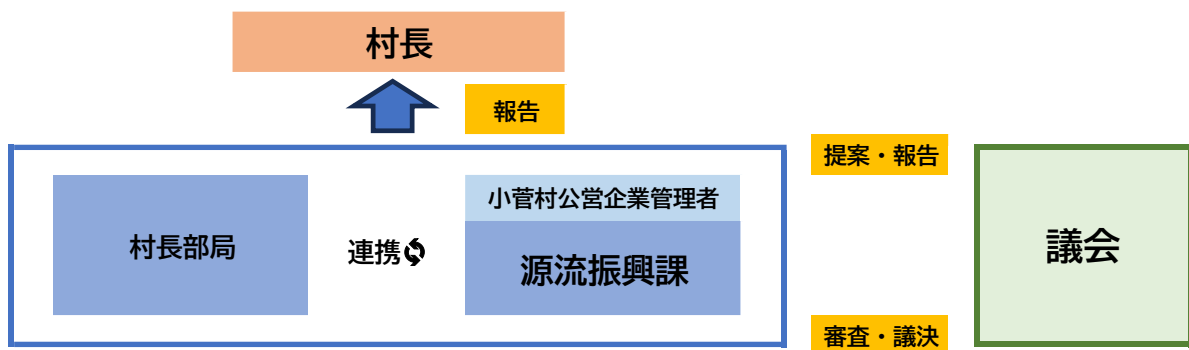 村長
報告
提案・報告
小菅村公営企業管理者
村長部局
連携
源流振興課
議会
審査・議決